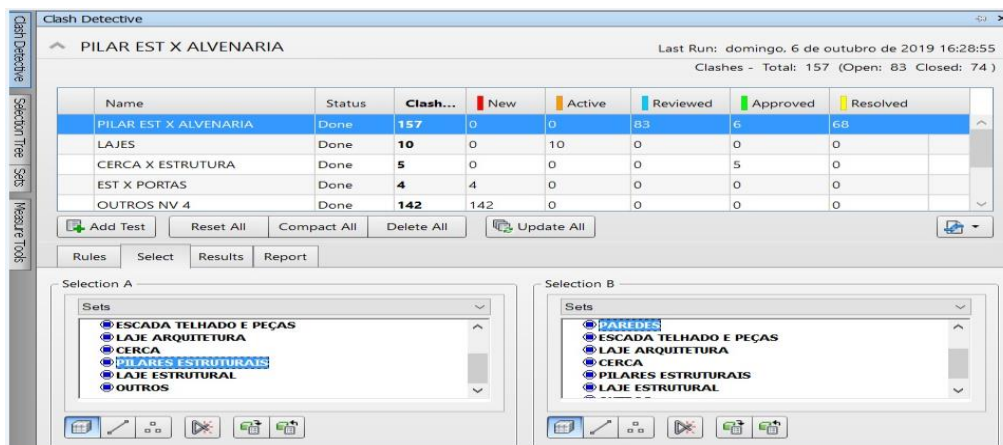 Clash Detective
PILAR EST X ALVENARIA
Last Run: domingo, 6 de outubro de 2019 16:28:55
Clashes - Total: 157 (Open: 83 Closed: 74 )
Name Status Clash... New Active Reviewed Approved Resolved
PILAR EST X ALVENARIA Done 157 0 0 83 6 68
LAJES Done 10 0 10 0 0 0
CERCA X ESTRUTURA Done 5 0 0 0 5 0
EST X PORTAS Done 4 4 0 0 0 0
OUTROS NV 4 Done 142 142 0 0 0 0
Add Test Reset All Compact All Delete All Update All
Rules Select Results Report
Selection A
Sets
ESCADA TELHADO E PEÇAS
LAJE ARQUITETURA
CERCA
PILARES ESTRUTURAIS
LAJE ESTRUTURAL
OUTROS
Selection B
Sets
PAREDES
ESCADA TELHADO E PEÇAS
LAJE ARQUITETURA
CERCA
PILARES ESTRUTURAIS
LAJE ESTRUTURAL
Clash Detective
Selection Tree
Sets
Measure Tools